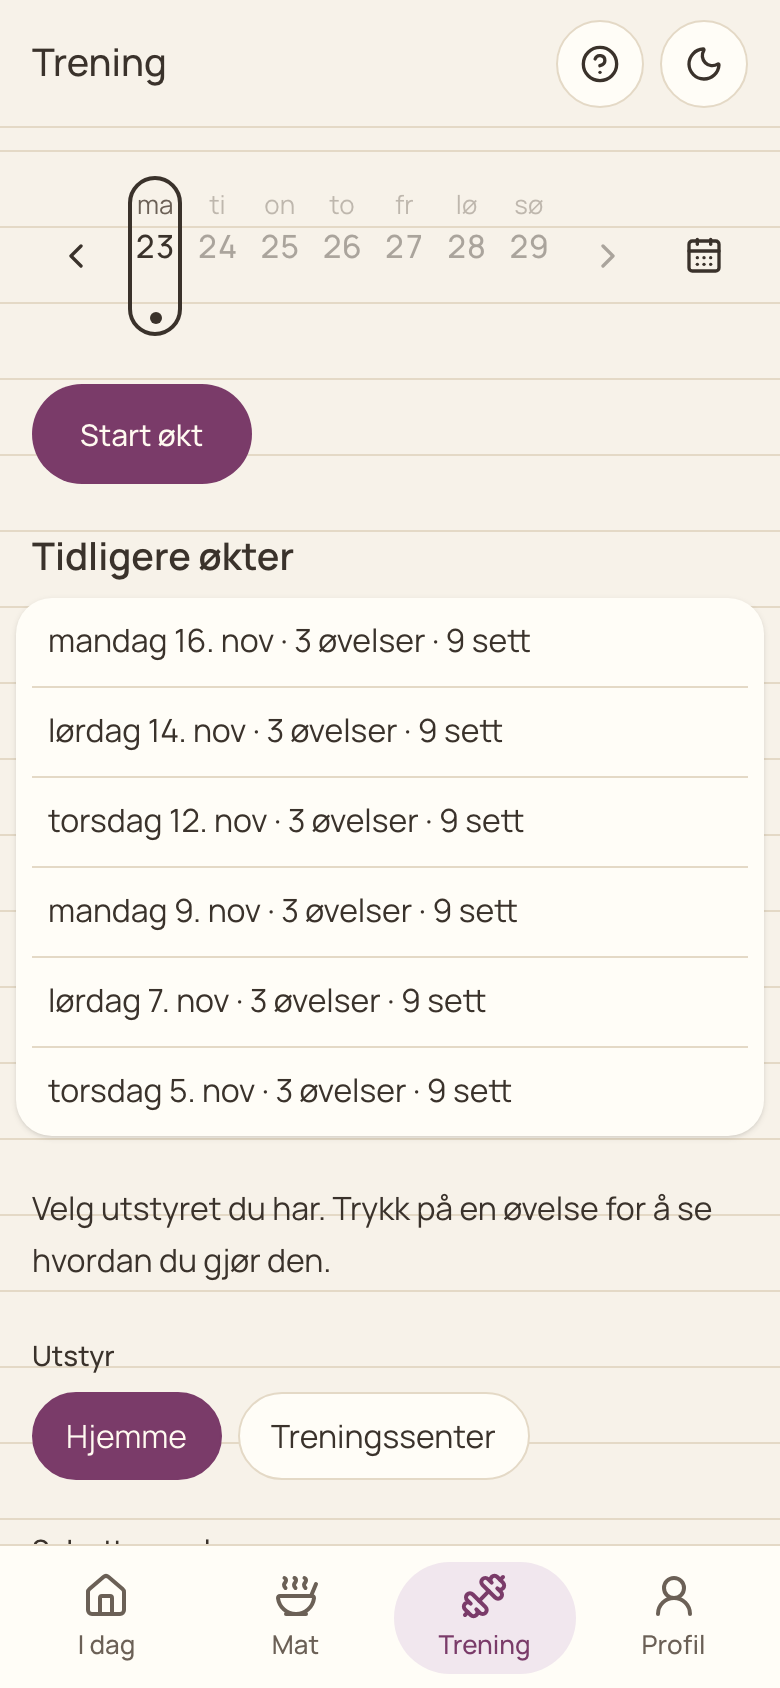 Trening
ma ti on to fr lø sø
23 24 25 26 27 28 29
Start økt
Tidligere økter
mandag 16. nov · 3 øvelser · 9 sett
lørdag 14. nov · 3 øvelser · 9 sett
torsdag 12. nov · 3 øvelser · 9 sett
mandag 9. nov · 3 øvelser · 9 sett
lørdag 7. nov · 3 øvelser · 9 sett
torsdag 5. nov · 3 øvelser · 9 sett
Velg utstyret du har. Trykk på en øvelse for å se
hvordan du gjør den.
Utstyr
Hjemme Treningssenter
I dag Mat Trening Profil